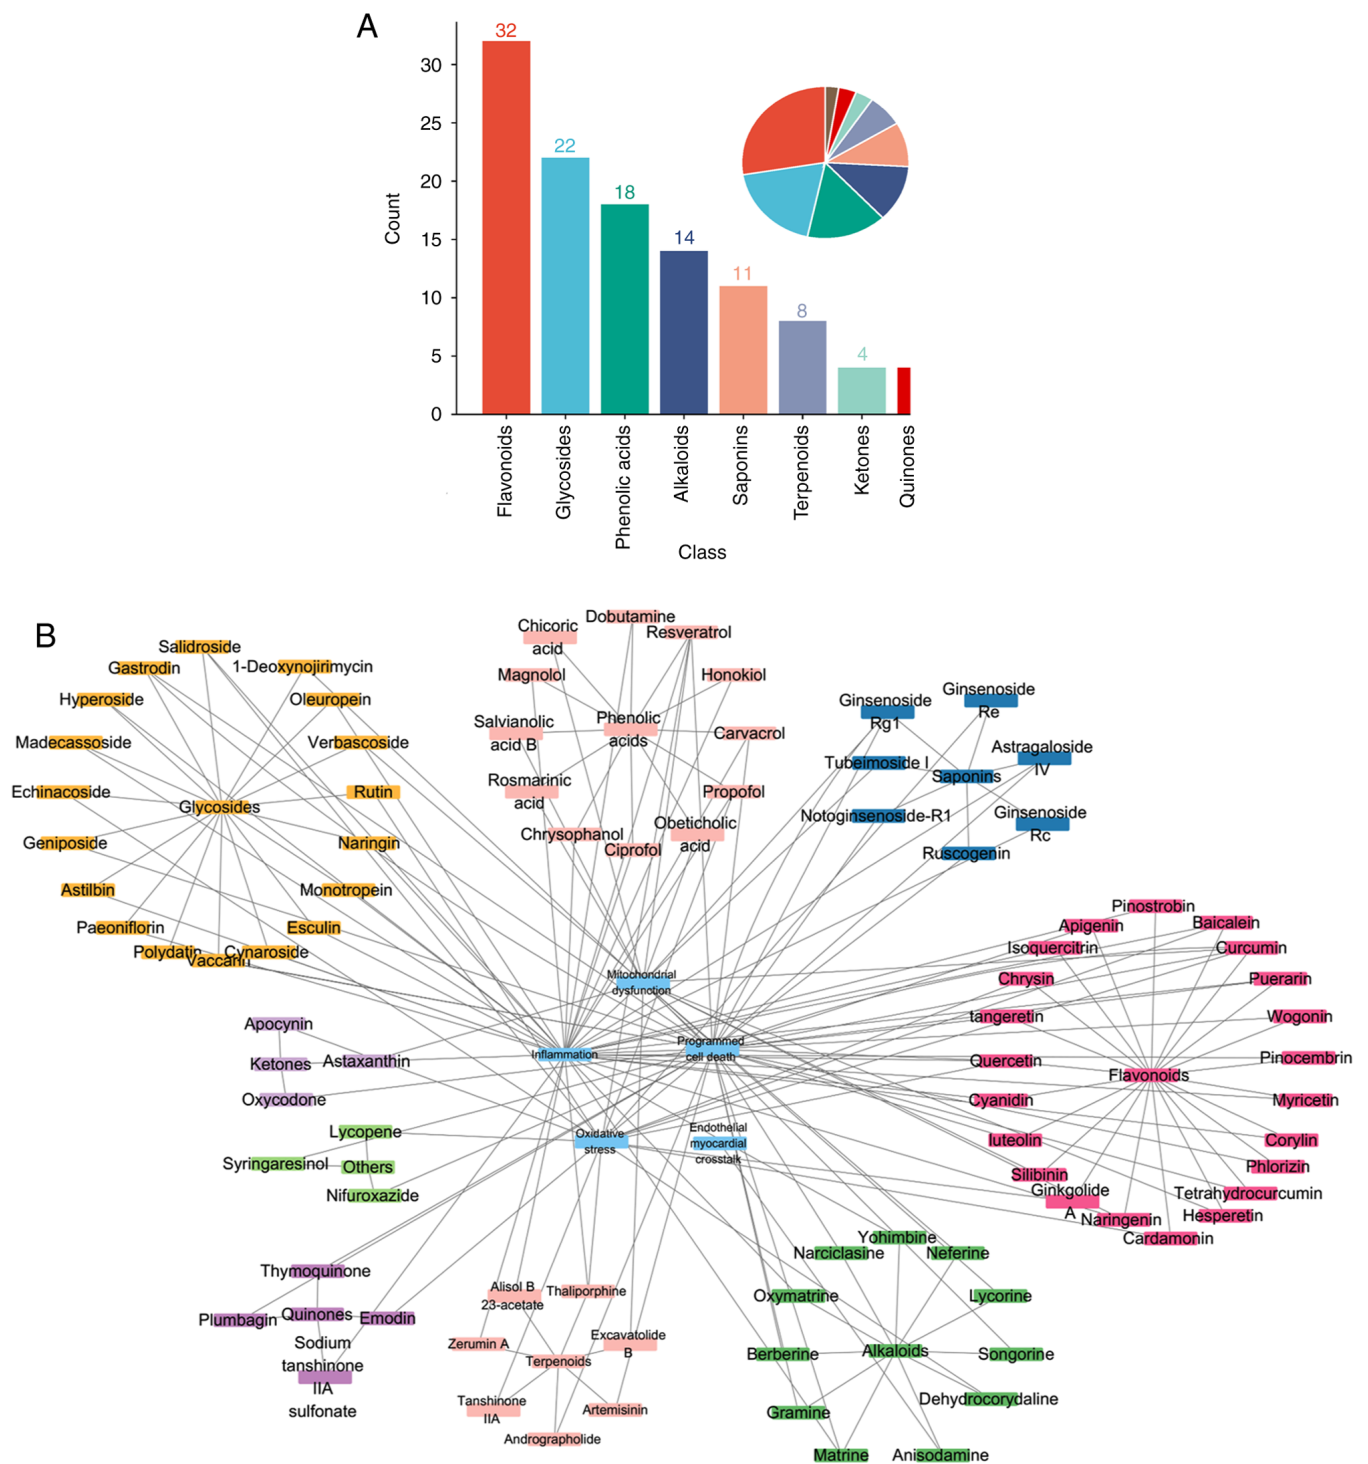 A
32
22
18
14
11
8
4
30
25
20
15
10
5
0
Count
Flavonoids
Glycosides
Phenolic acids
Alkaloids
Saponins
Terpenoids
Ketones
Quinones
Class
B
Salidroside
Gastrodin
1-Deoxynojirimycin
Hyperoside
Oleuropein
Madecassoside
Verbascoside
Echinacoside
Rutin
Glycosides
Geniposide
Naringin
Astilbin
Monotropein
Paeoniflorin
Esculin
Polydatin
Vaccarin
Cynaroside
Chicoric
acid
Dobutamine
Resveratrol
Magnolol
Honokiol
Salvianolic
acid B
Phenolic
acids
Carvacrol
Rosmarinic
acid
Propofol
Chrysophanol
Ciprofol
Obeticholic
acid
Ginsenoside
Rg1
Ginsenoside
Re
Tubeimoside I
Saponins
Astragaloside
IV
Notoginsenoside-R1
Ginsenoside
Rc
Ruscogenin
Mitochondrial
dysfunction
Inflammation
Programmed
cell death
Oxidative
stress
Endothelial
myocardial
crosstalk
Pinostrobin
Apigenin
Baicalein
Isoquercitrin
Curcumin
Chrysin
Puerarin
tangeretin
Wogonin
Quercetin
Pinocembrin
Flavonoids
Cyanidin
Myricetin
luteolin
Corylin
Silibinin
Phlorizin
Ginkgolide
A
Tetrahydrocurcumin
Naringenin
Hesperetin
Cardamonin
Apocynin
Ketones
Astaxanthin
Oxycodone
Lycopene
Syringaresinol
Others
Nifuroxazide
Thymoquinone
Plumbagin
Quinones
Emodin
Sodium
tanshinone
IIA
sulfonate
Alisol B
23-acetate
Thaliporphine
Zerumin A
Excavatolide
B
Terpenoids
Tanshinone
IIA
Artemisinin
Andrographolide
Yohimbine
Narciclasine
Neferine
Oxymatrine
Lycorine
Berberine
Alkaloids
Songorine
Dehydrocorydaline
Gramine
Matrine
Anisodamine